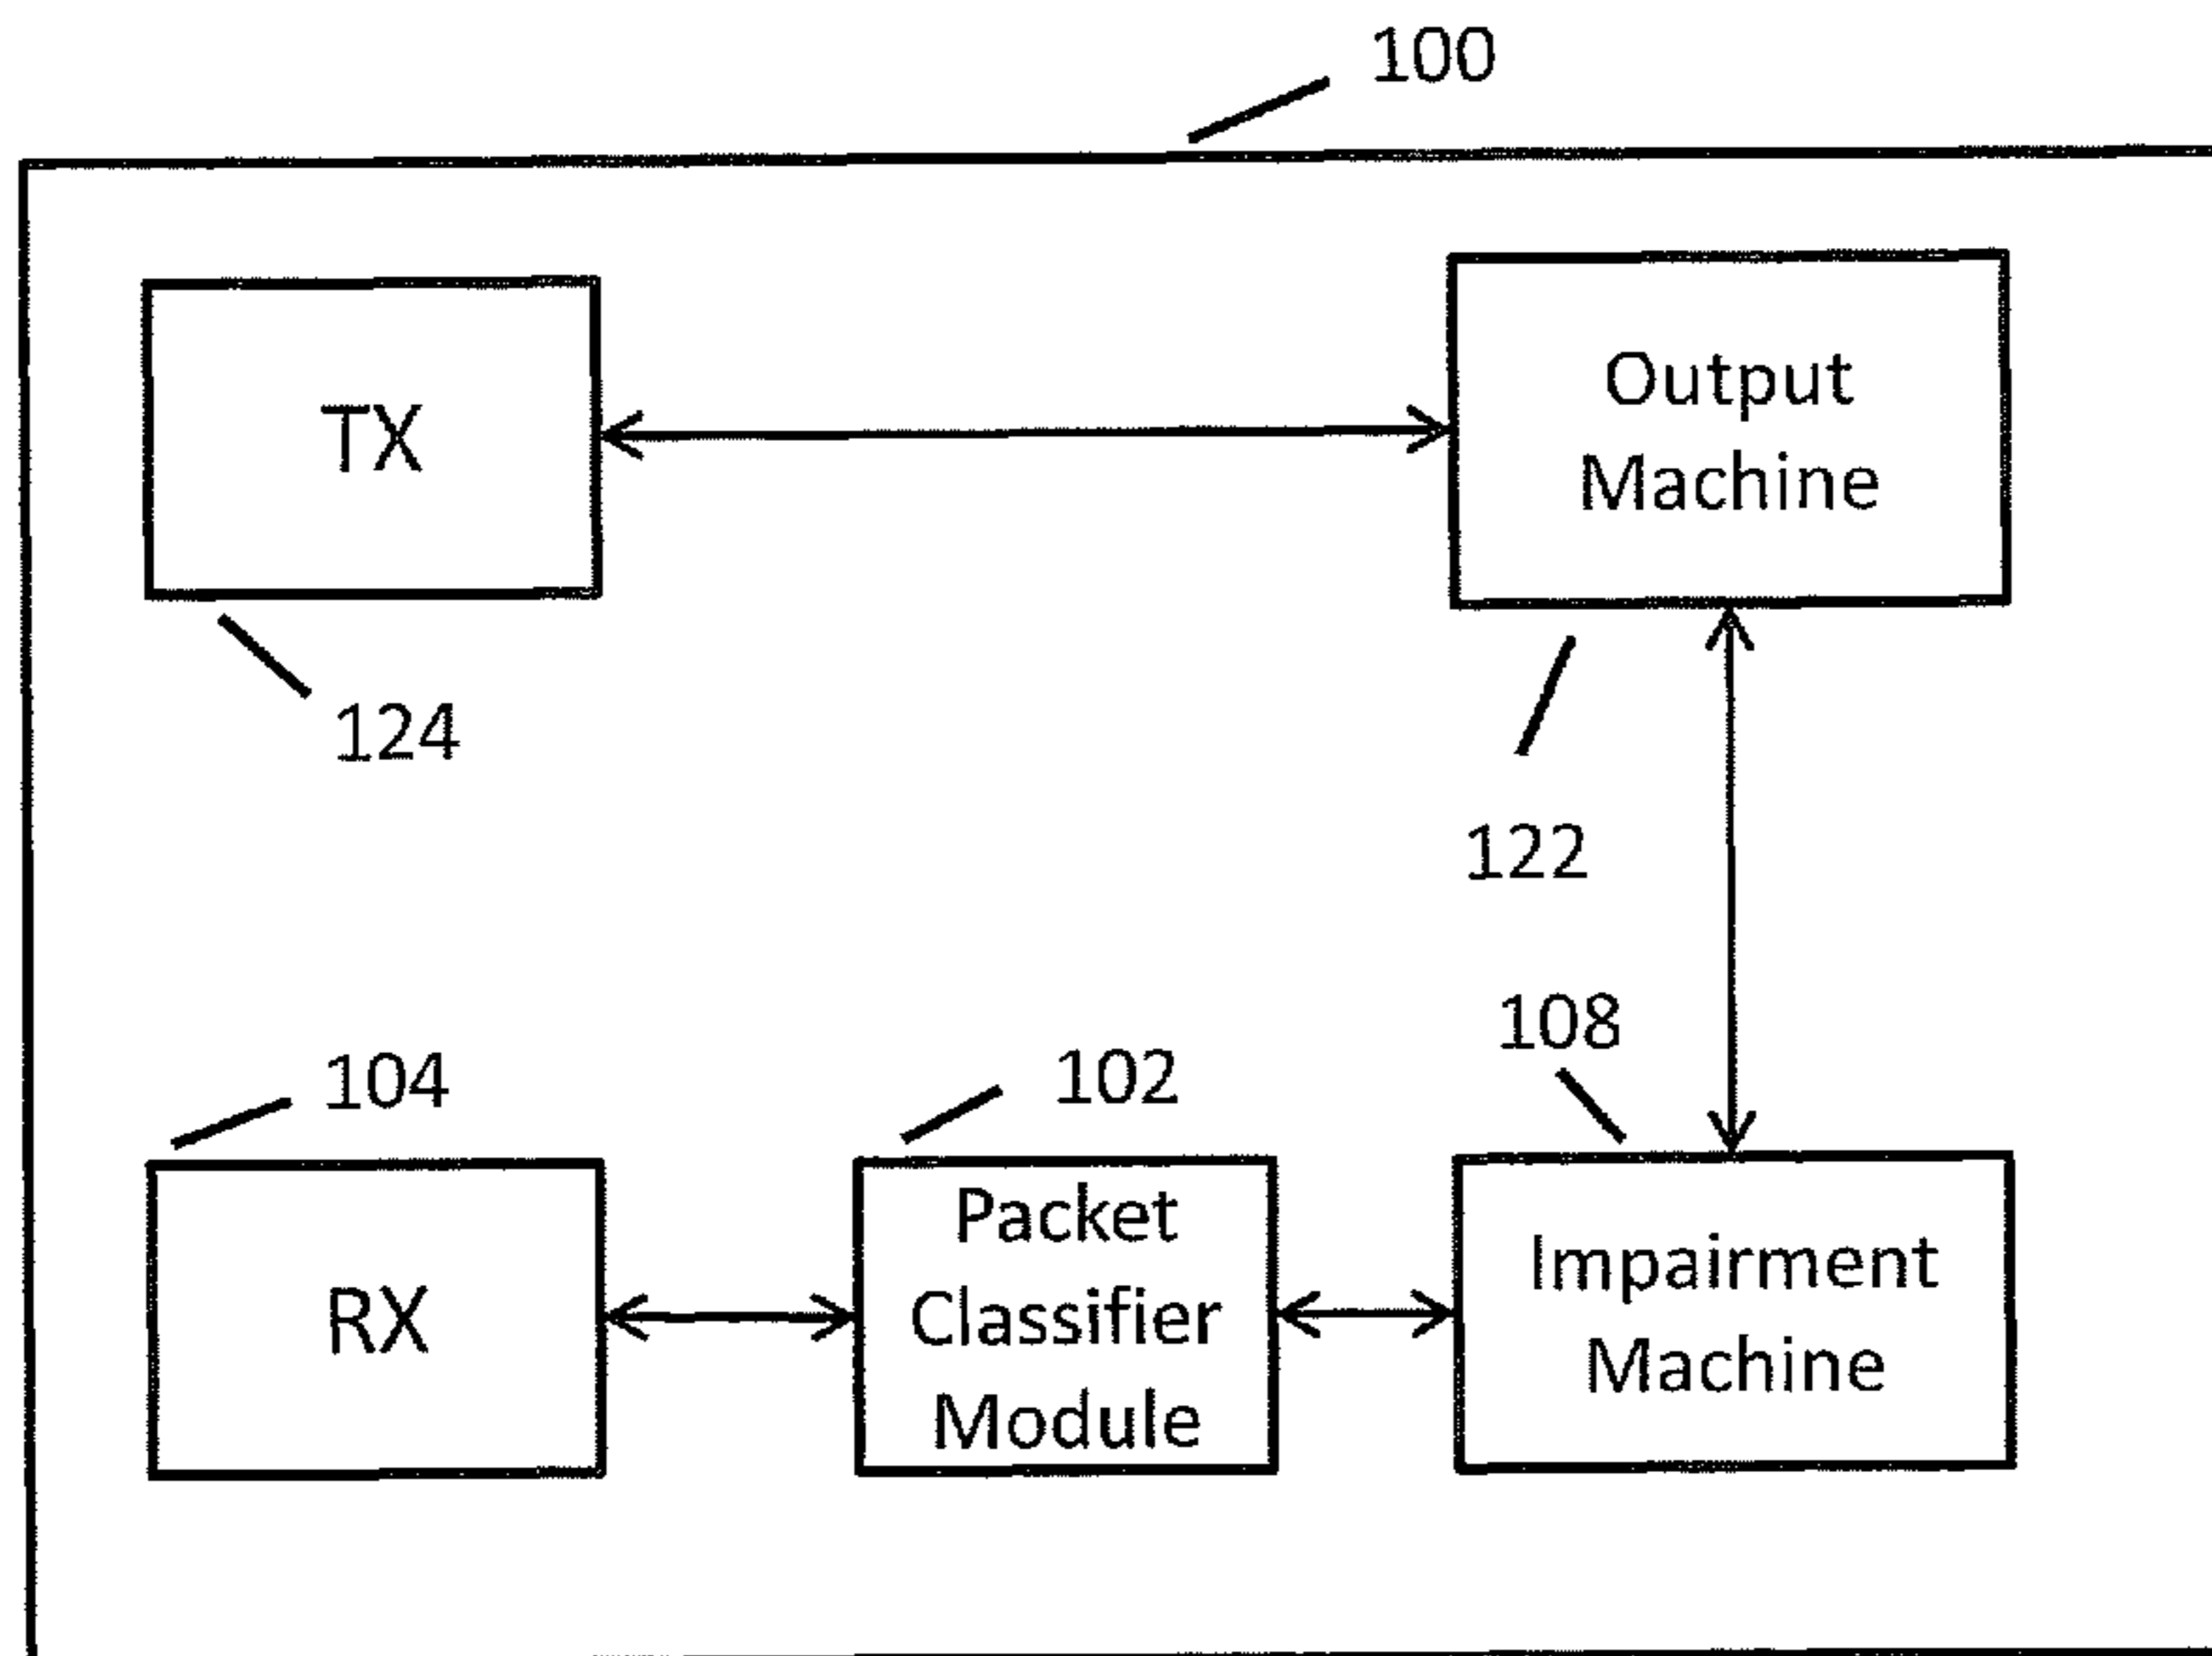 100
TX
Output
Machine
124
122
108
104
102
RX
Packet
Classifier
Module
Impairment
Machine